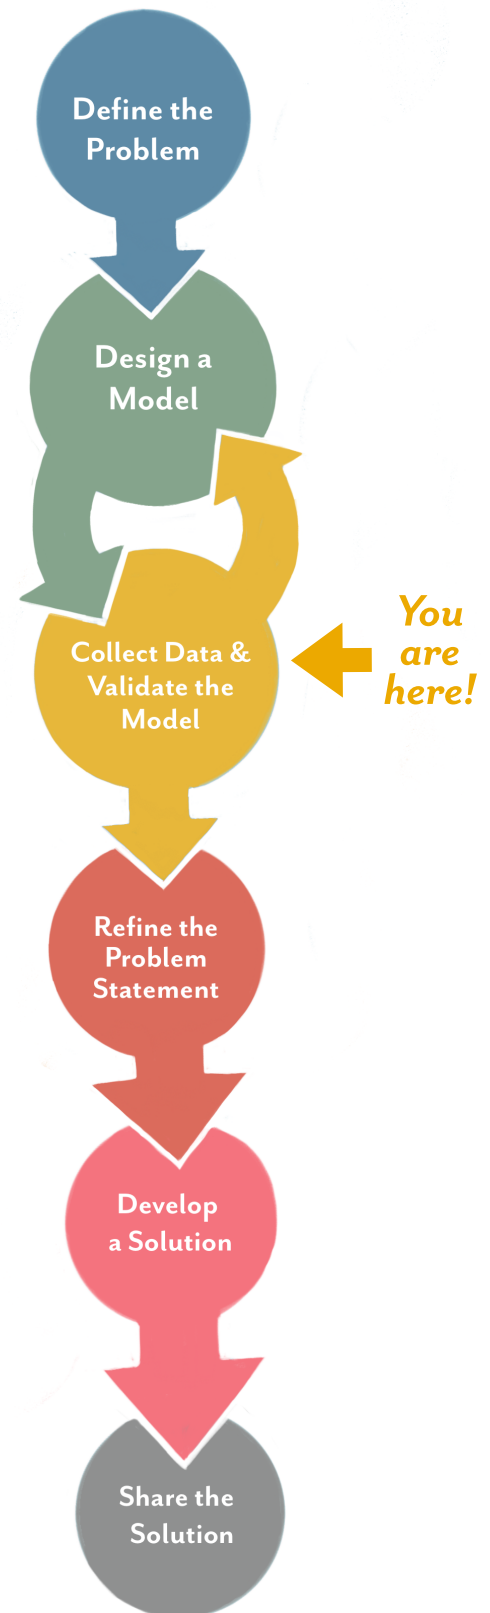 Define the
Problem
Design a
Model
Collect Data &
Validate the
Model
You
are
here!
Refine the
Problem
Statement
Develop
a Solution
Share the
Solution